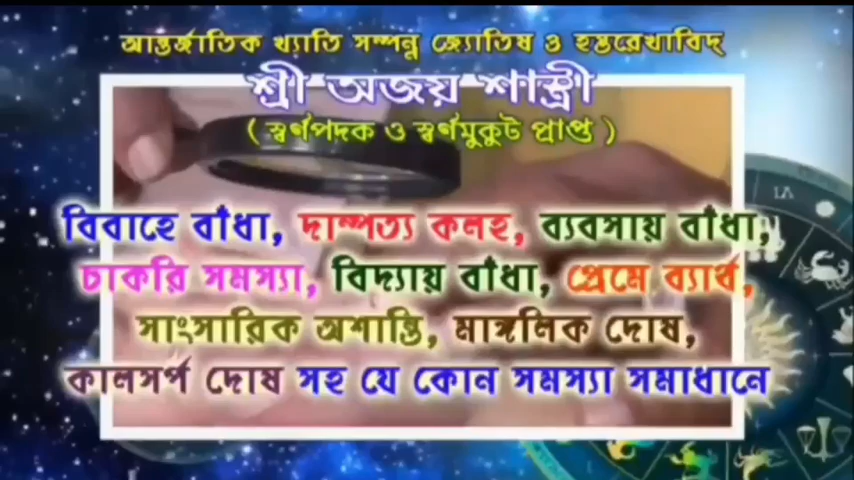 আন্তর্জাতিক খ্যাতি সম্পন্ন জ্যোতিষ ও হস্তরেখাবিদ্
শ্রী অজয় শাস্ত্রী
( স্বর্ণপদক ও স্বর্ণমুকুট প্রাপ্ত )
বিবাহে বাঁধা, দাম্পত্য কলহ, ব্যবসায় বাঁধা,
চাকরি সমস্যা, বিদ্যায় বাঁধা, প্রেমে ব্যার্থ,
সাংসারিক অশান্তি, মাঙ্গলিক দোষ,
কালসর্প দোষ সহ যে কোন সমস্যা সমাধানে